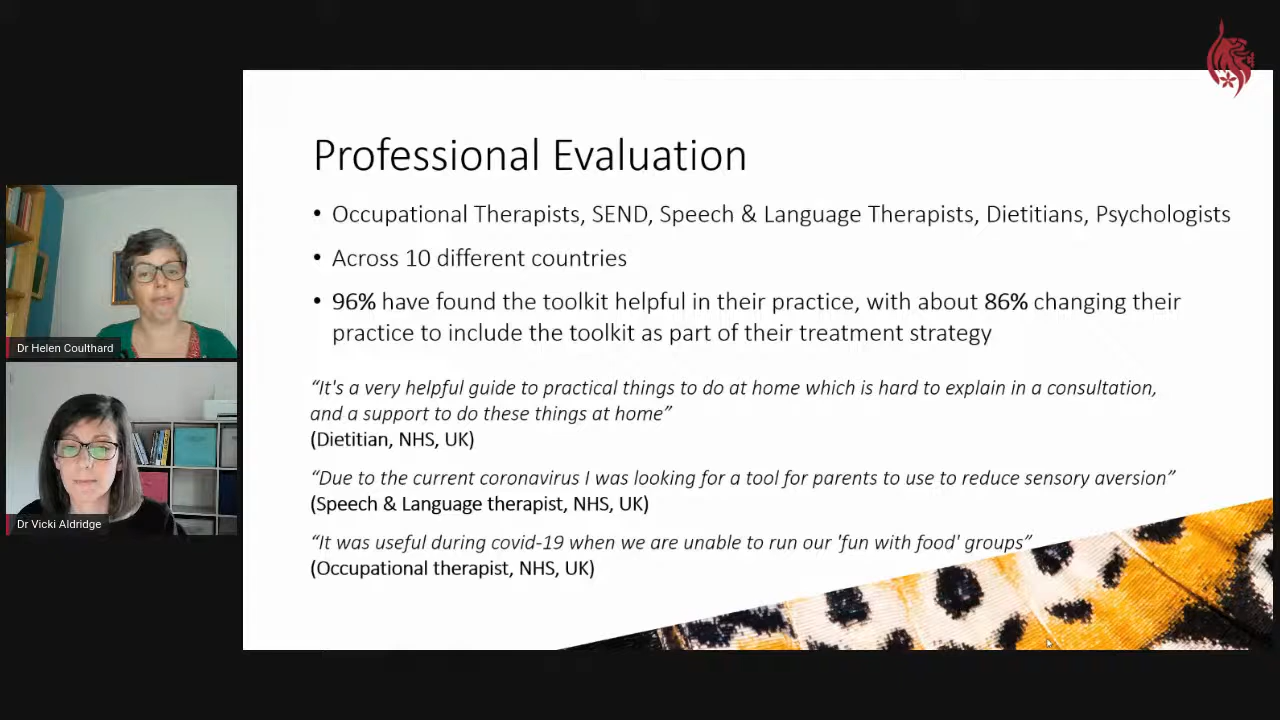 Professional Evaluation
• Occupational Therapists, SEND, Speech & Language Therapists, Dietitians, Psychologists
• Across 10 different countries
• 96% have found the toolkit helpful in their practice, with about 86% changing their
practice to include the toolkit as part of their treatment strategy
“It's a very helpful guide to practical things to do at home which is hard to explain in a consultation,
and a support to do these things at home”
(Dietitian, NHS, UK)
“Due to the current coronavirus I was looking for a tool for parents to use to reduce sensory aversion”
(Speech & Language therapist, NHS, UK)
“It was useful during covid-19 when we are unable to run our 'fun with food' groups”
(Occupational therapist, NHS, UK)
Dr Helen Coulthard
Dr Vicki Aldridge